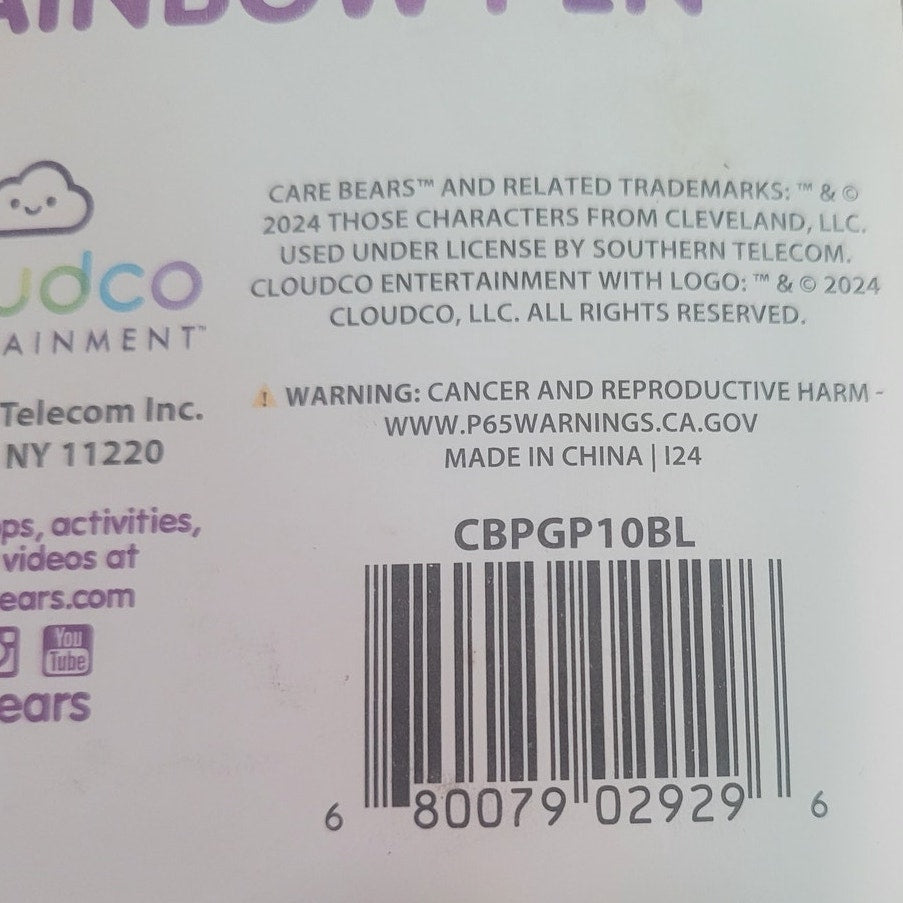 RAINBOW PEN
CARE BEARS™ AND RELATED TRADEMARKS: ™ & ©
2024 THOSE CHARACTERS FROM CLEVELAND, LLC.
USED UNDER LICENSE BY SOUTHERN TELECOM.
CLOUDCO ENTERTAINMENT WITH LOGO: ™ & © 2024
CLOUDCO, LLC. ALL RIGHTS RESERVED.
udco
AINMENT™
Telecom Inc.
NY 11220
WARNING: CANCER AND REPRODUCTIVE HARM -
WWW.P65WARNINGS.CA.GOV
MADE IN CHINA | I24
ps, activities,
videos at
ears.com
You
Tube
ears
CBPGP10BL
6 80079 02929 6